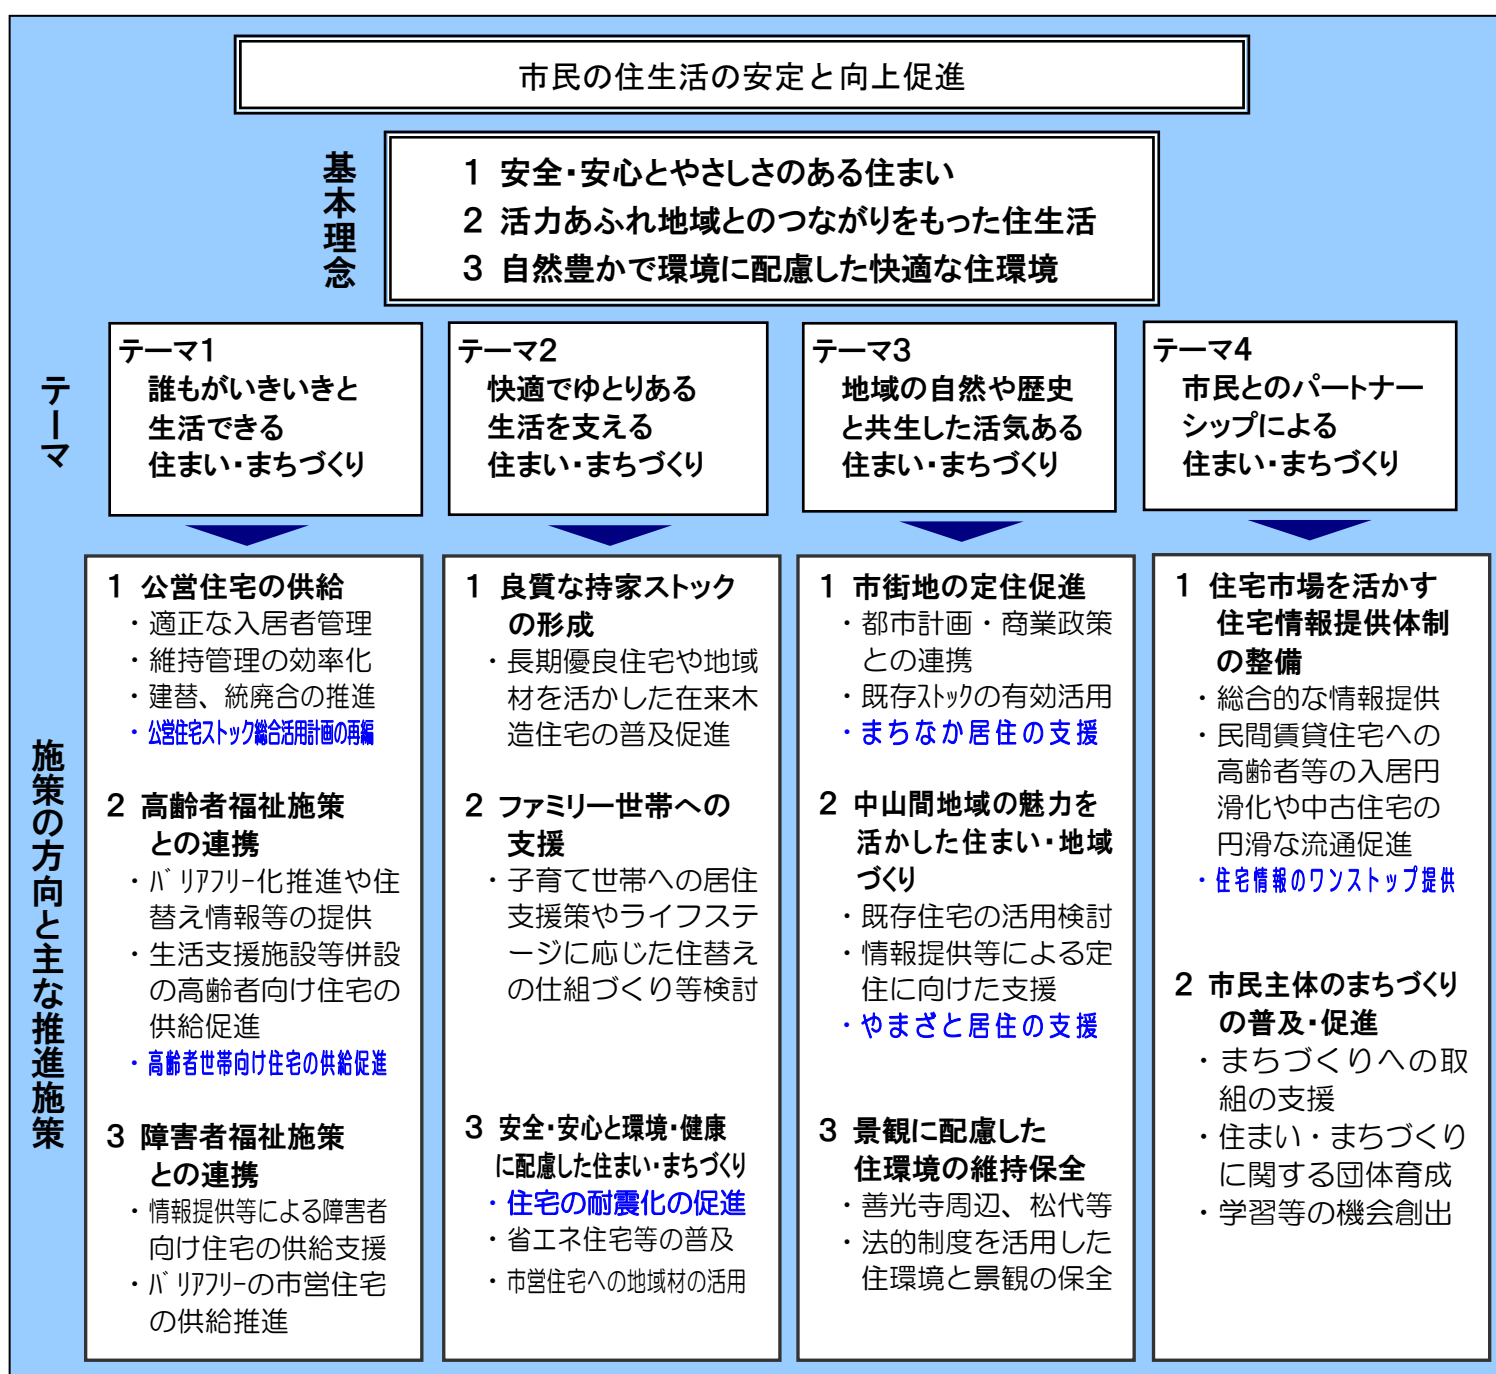 市民の住生活の安定と向上促進
基本理念
1 安全・安心とやさしさのある住まい
2 活力あふれ地域とのつながりをもった住生活
3 自然豊かで環境に配慮した快適な住環境
テーマ
テーマ1
誰もがいきいきと
生活できる
住まい・まちづくり
テーマ2
快適でゆとりある
生活を支える
住まい・まちづくり
テーマ3
地域の自然や歴史
と共生した活気ある
住まい・まちづくり
テーマ4
市民とのパートナー
シップによる
住まい・まちづくり
施策の方向と主な推進施策
1 公営住宅の供給
・適正な入居者管理
・維持管理の効率化
・建替、統廃合の推進
・公営住宅ストック総合活用計画の再編
2 高齢者福祉施策
との連携
・バリアフリー化推進や住
替え情報等の提供
・生活支援施設等併設
の高齢者向け住宅の
供給促進
・高齢者世帯向け住宅の供給促進
3 障害者福祉施策
との連携
・情報提供等による障害者
向け住宅の供給支援
・バリアフリーの市営住宅
の供給推進
1 良質な持家ストック
の形成
・長期優良住宅や地域
材を活かした在来木
造住宅の普及促進
2 ファミリー世帯への
支援
・子育て世帯への居住
支援策やライフステ
ージに応じた住替え
の仕組づくり等検討
3 安全・安心と環境・健康
に配慮した住まい・まちづくり
・住宅の耐震化の促進
・省エネ住宅等の普及
・市営住宅への地域材の活用
1 市街地の定住促進
・都市計画・商業政策
との連携
・既存ストックの有効活用
・まちなか居住の支援
2 中山間地域の魅力を
活かした住まい・地域
づくり
・既存住宅の活用検討
・情報提供等による定
住に向けた支援
・やまざと居住の支援
3 景観に配慮した
住環境の維持保全
・善光寺周辺、松代等
・法的制度を活用した
住環境と景観の保全
1 住宅市場を活かす
住宅情報提供体制
の整備
・総合的な情報提供
・民間賃貸住宅への
高齢者等の入居円
滑化や中古住宅の
円滑な流通促進
・住宅情報のワンストップ提供
2 市民主体のまちづくり
の普及・促進
・まちづくりへの取
組の支援
・住まい・まちづくり
に関する団体育成
・学習等の機会創出